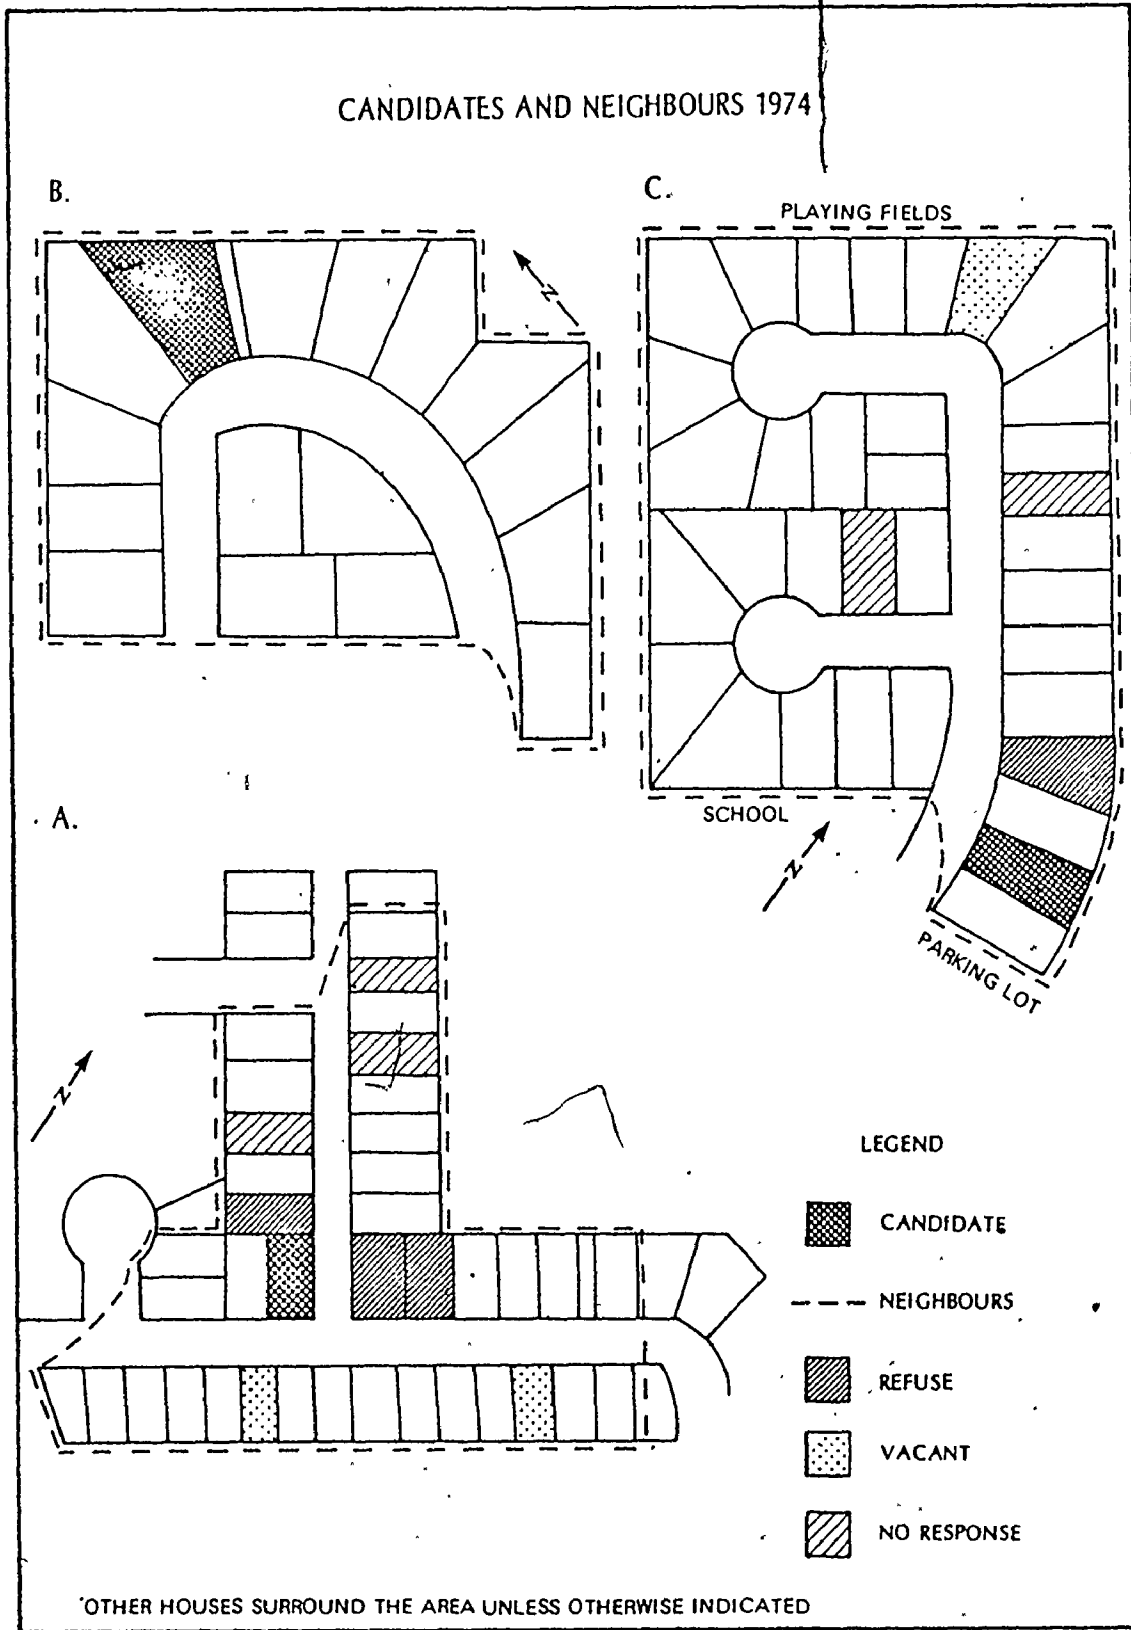 CANDIDATES AND NEIGHBOURS 1974
B.
C.
PLAYING FIELDS
N
SCHOOL
N
PARKING LOT
A.
N
LEGEND
CANDIDATE
NEIGHBOURS
REFUSE
VACANT
NO RESPONSE
OTHER HOUSES SURROUND THE AREA UNLESS OTHERWISE INDICATED